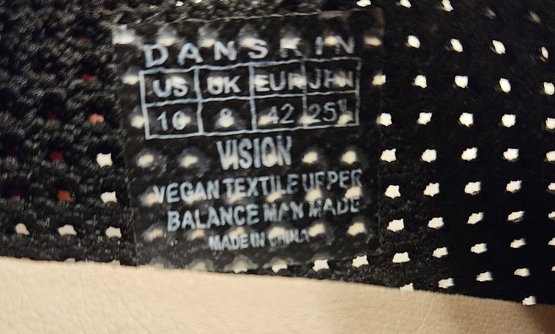 DANSKIN
US UK EUR JPN
10 8 42 25½
VISION
VEGAN TEXTILE UPPER
BALANCE MAN MADE
MADE IN CHINA